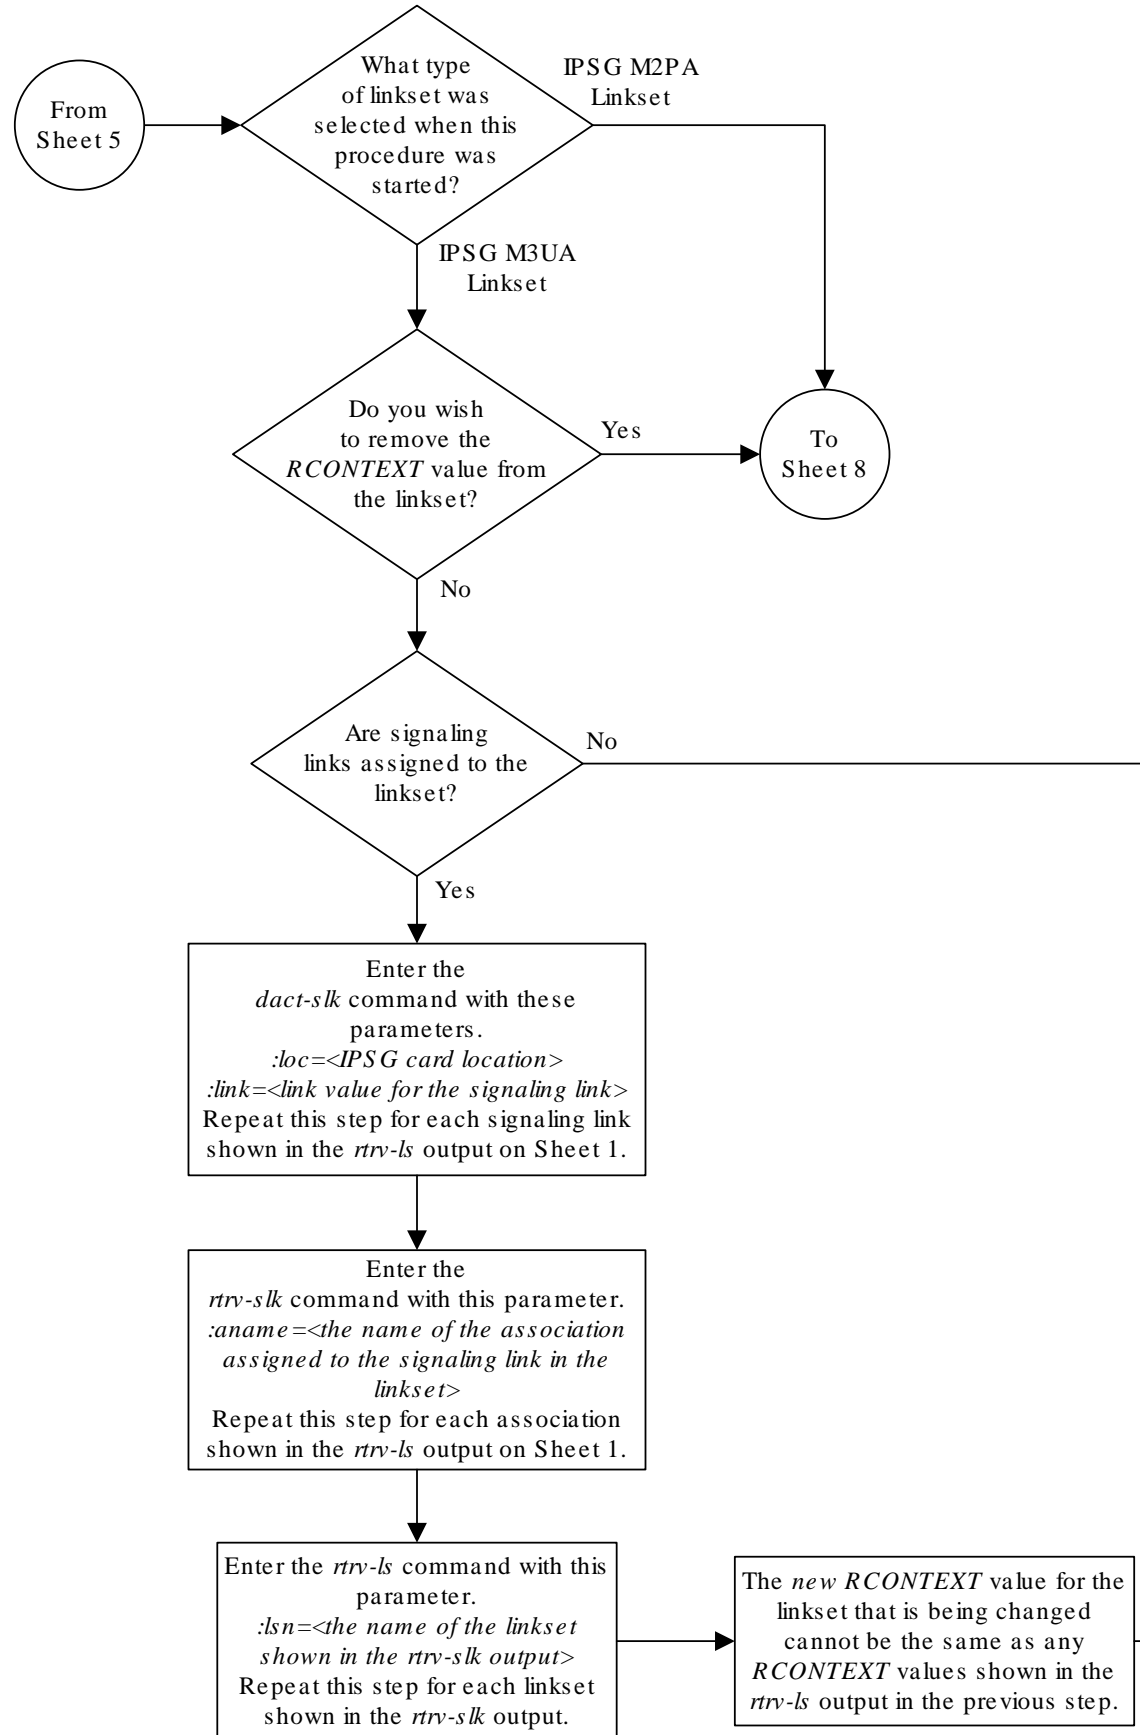 From
Sheet 5
What type
of linkset was
selected when this
procedure was
started?
IPSG M2PA
Linkset
IPSG M3UA
Linkset
Do you wish
to remove the
RCONTEXT value from
the linkset?
Yes
To
Sheet 8
No
Are signaling
links assigned to the
linkset?
No
Yes
Enter the
dact-slk command with these
parameters.
:loc=<IPSG card location>
:link=<link value for the signaling link>
Repeat this step for each signaling link
shown in the rtrv-ls output on Sheet 1.
Enter the
rtrv-slk command with this parameter.
:aname=<the name of the association
assigned to the signaling link in the
linkset>
Repeat this step for each association
shown in the rtrv-ls output on Sheet 1.
Enter the rtrv-ls command with this
parameter.
:lsn=<the name of the linkset
shown in the rtrv-slk output>
Repeat this step for each linkset
shown in the rtrv-slk output.
The new RCONTEXT value for the
linkset that is being changed
cannot be the same as any
RCONTEXT values shown in the
rtrv-ls output in the previous step.